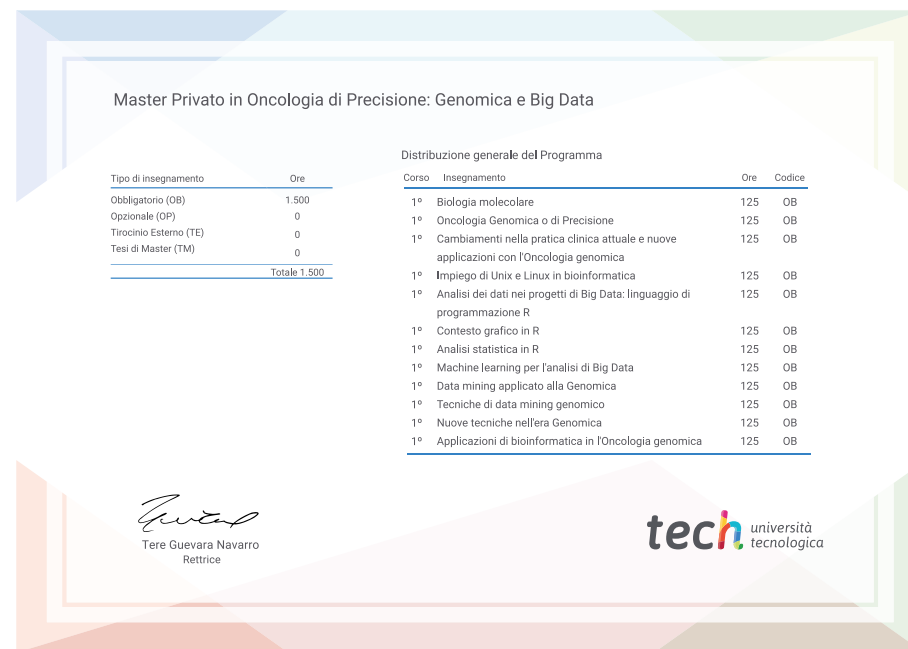 Master Privato in Oncologia di Precisione: Genomica e Big Data
Tipo di insegnamento Ore
Obbligatorio (OB) 1.500
Opzionale (OP) 0
Tirocinio Esterno (TE) 0
Tesi di Master (TM) 0
Totale 1.500
Distribuzione generale del Programma
Corso Insegnamento Ore Codice
1º Biologia molecolare 125 OB
1º Oncologia Genomica o di Precisione 125 OB
1º Cambiamenti nella pratica clinica attuale e nuove 125 OB
applicazioni con l'Oncologia genomica
1º Impiego di Unix e Linux in bioinformatica 125 OB
1º Analisi dei dati nei progetti di Big Data: linguaggio di 125 OB
programmazione R
1º Contesto grafico in R 125 OB
1º Analisi statistica in R 125 OB
1º Machine learning per l'analisi di Big Data 125 OB
1º Data mining applicato alla Genomica 125 OB
1º Tecniche di data mining genomico 125 OB
1º Nuove tecniche nell'era Genomica 125 OB
1º Applicazioni di bioinformatica in l'Oncologia genomica 125 OB
Tere Guevara Navarro
Rettrice
tech università
tecnologica